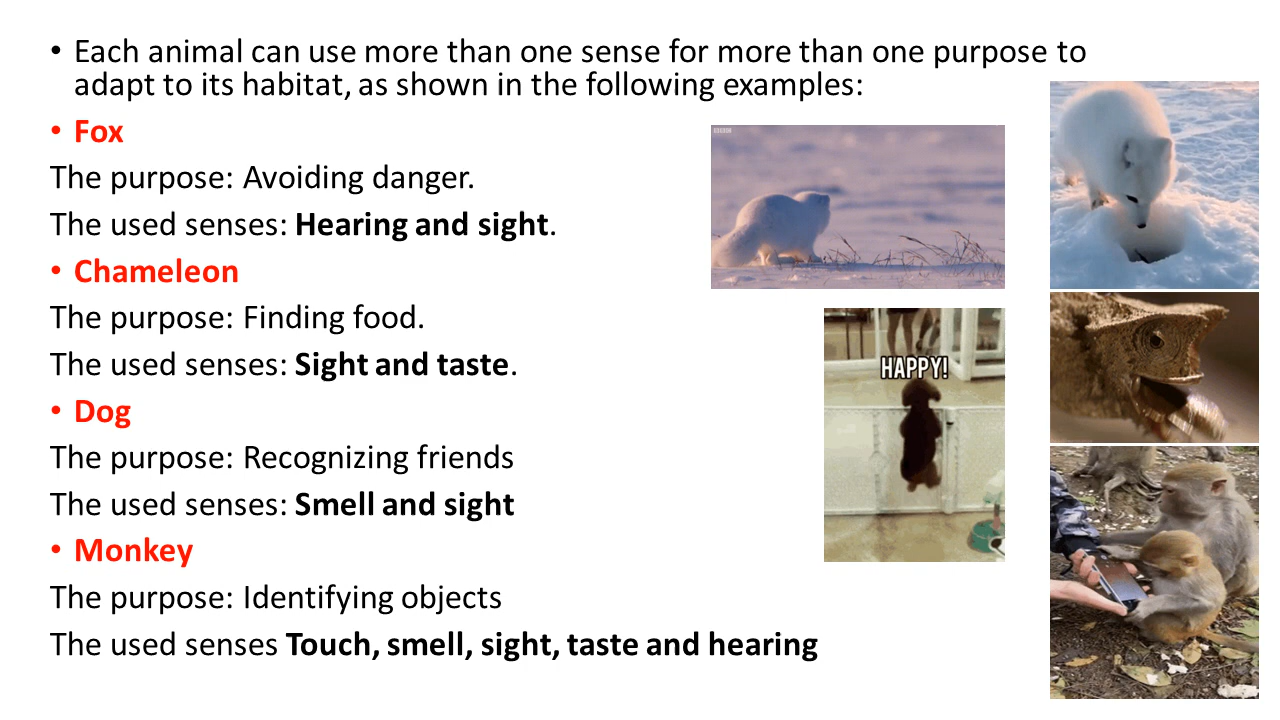 • Each animal can use more than one sense for more than one purpose to
adapt to its habitat, as shown in the following examples:
• Fox
The purpose: Avoiding danger.
The used senses: Hearing and sight.
• Chameleon
The purpose: Finding food.
The used senses: Sight and taste.
• Dog
The purpose: Recognizing friends
The used senses: Smell and sight
• Monkey
The purpose: Identifying objects
The used senses Touch, smell, sight, taste and hearing
HAPPY!